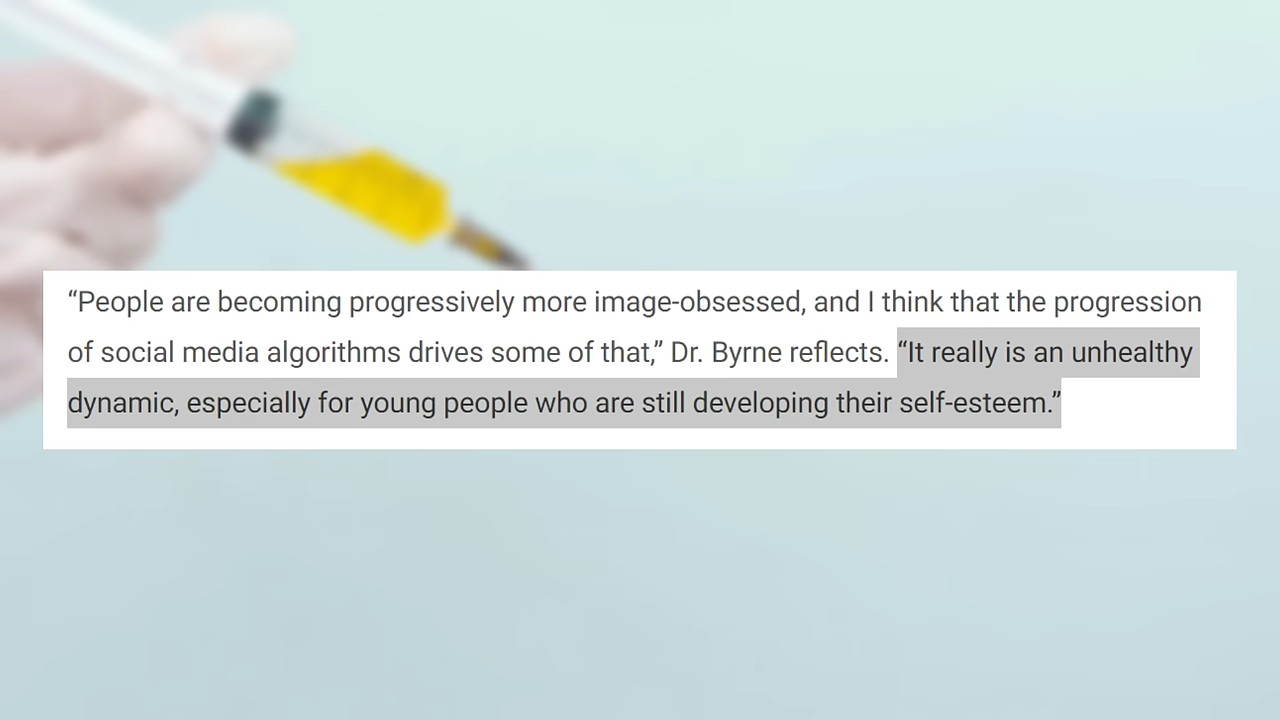 “People are becoming progressively more image-obsessed, and I think that the progression
of social media algorithms drives some of that,” Dr. Byrne reflects. “It really is an unhealthy
dynamic, especially for young people who are still developing their self-esteem.”